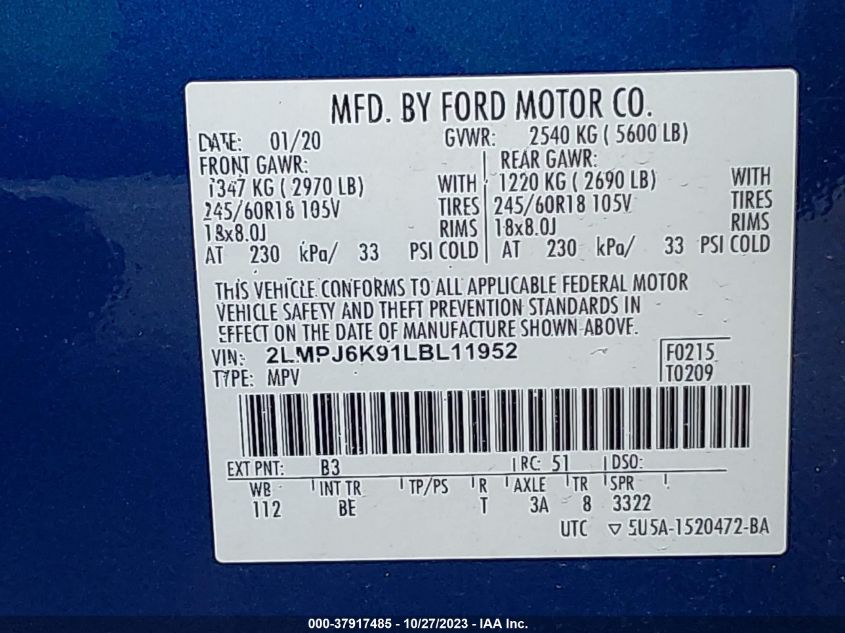 MFD. BY FORD MOTOR CO.
DATE: 01/20 GVWR: 2540 KG ( 5600 LB)
FRONT GAWR: REAR GAWR:
1347 KG ( 2970 LB) WITH 1220 KG ( 2690 LB) WITH
245/60R18 105V TIRES 245/60R18 105V TIRES
18x8.0J RIMS 18x8.0J RIMS
AT 230 kPa/ 33 PSI COLD AT 230 kPa/ 33 PSI COLD
THIS VEHICLE CONFORMS TO ALL APPLICABLE FEDERAL MOTOR
VEHICLE SAFETY AND THEFT PREVENTION STANDARDS IN
EFFECT ON THE DATE OF MANUFACTURE SHOWN ABOVE.
VIN: 2LMPJ6K91LBL11952 F0215
TYPE: MPV T0209
EXT PNT: B3 RC: 51 DSO:
WB INT TR TP/PS R AXLE TR SPR
112 BE T 3A 8 3322
UTC ▽ 5U5A-1520472-BA
000-37917485 - 10/27/2023 - IAA Inc.